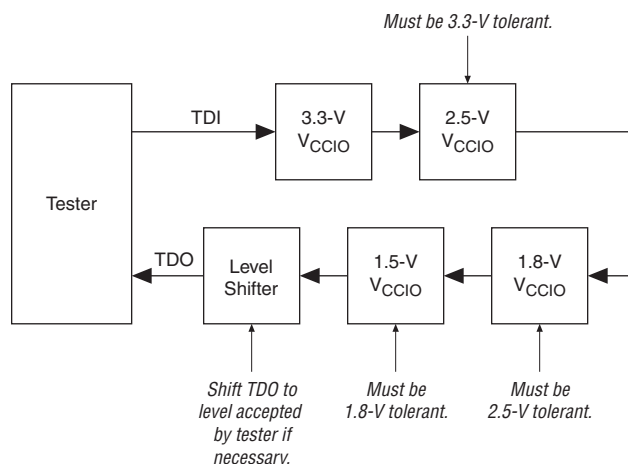 Must be 3.3-V tolerant.
TDI
3.3-V
VCCIO
2.5-V
VCCIO
Tester
TDO
Level
Shifter
1.5-V
VCCIO
1.8-V
VCCIO
Shift TDO to
level accepted
by tester if
necessary.
Must be
1.8-V tolerant.
Must be
2.5-V tolerant.